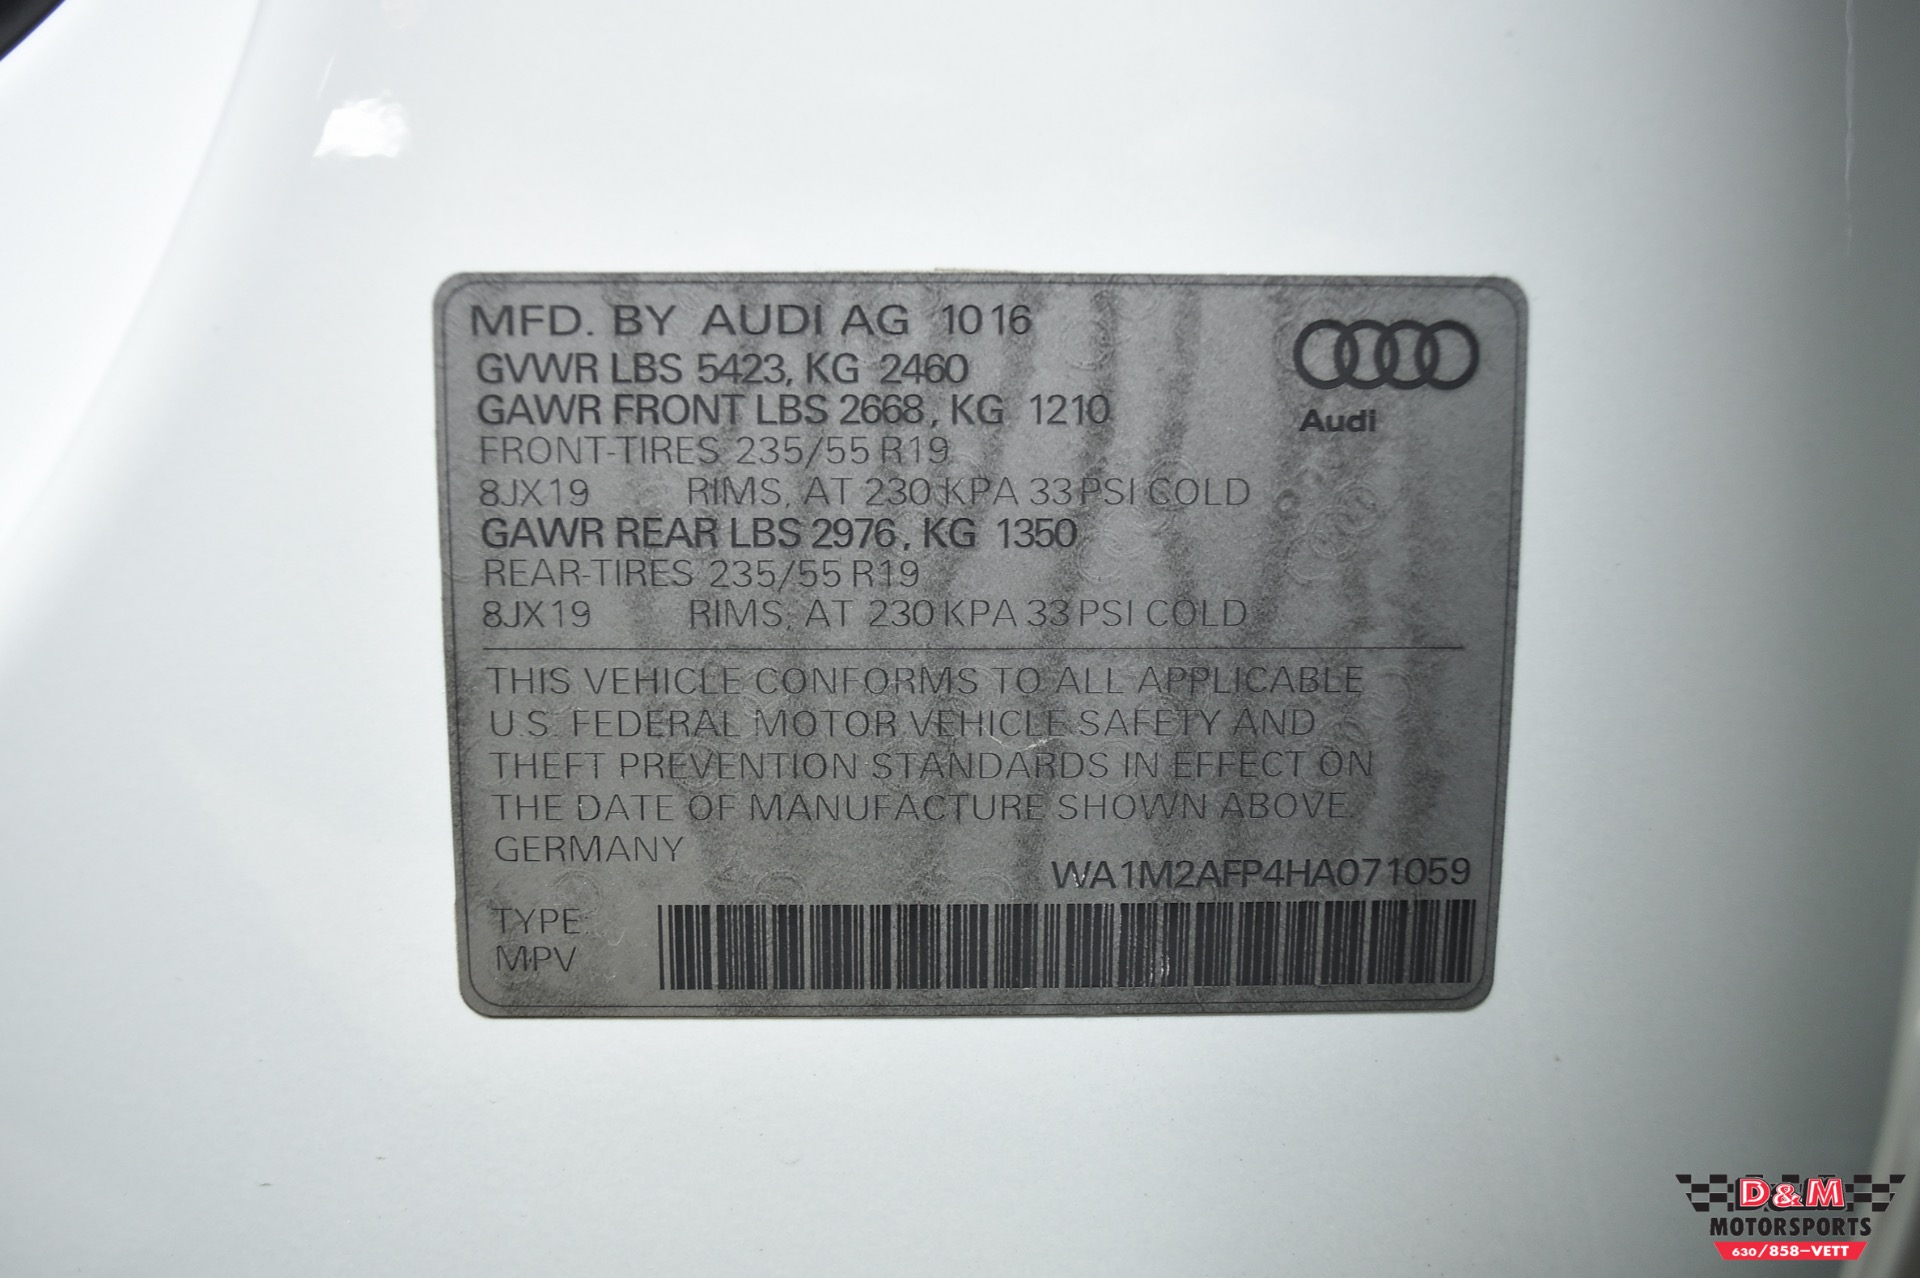 MFD. BY AUDI AG 10 16
GVWR LBS 5423, KG 2460
GAWR FRONT LBS 2668, KG 1210
FRONT-TIRES 235/55 R19
8JX19 RIMS, AT 230 KPA 33 PSI COLD
GAWR REAR LBS 2976, KG 1350
REAR-TIRES 235/55 R19
8JX19 RIMS, AT 230 KPA 33 PSI COLD
Audi
THIS VEHICLE CONFORMS TO ALL APPLICABLE
U.S. FEDERAL MOTOR VEHICLE SAFETY AND
THEFT PREVENTION STANDARDS IN EFFECT ON
THE DATE OF MANUFACTURE SHOWN ABOVE.
GERMANY
WA1M2AFP4HA071059
TYPE:
MPV
D&M
MOTORSPORTS
630/858-VETT